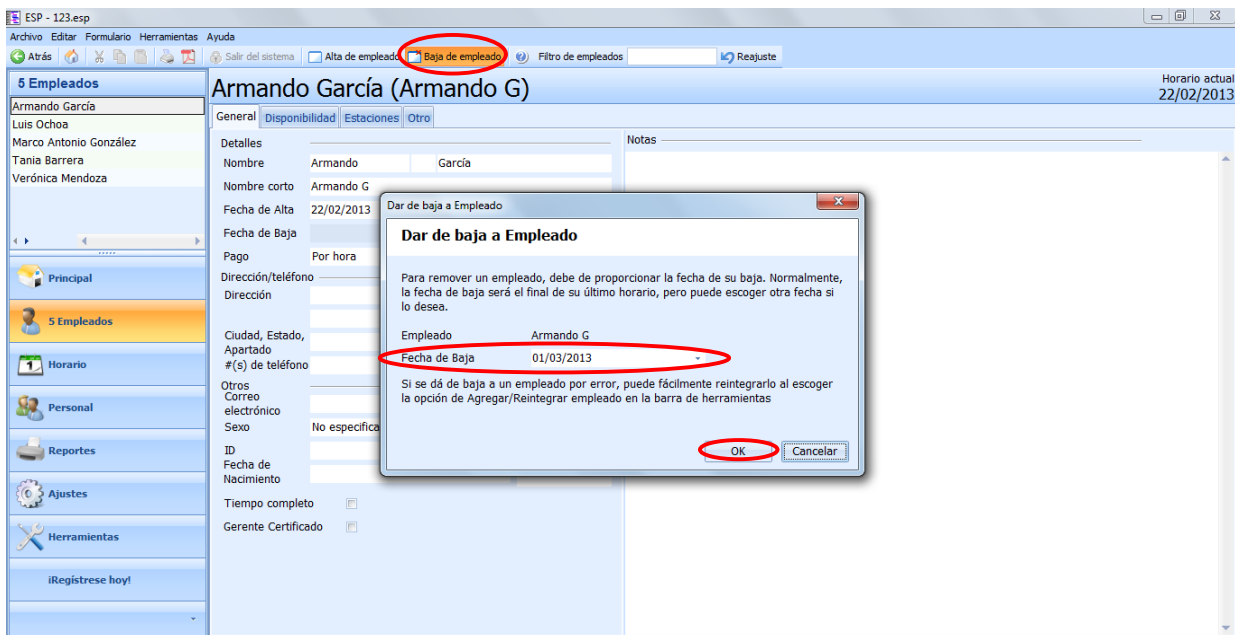 ESP - 123.esp
Archivo Editar Formulario Herramientas Ayuda
Atrás Salir del sistema Alta de empleado Baja de empleado Filtro de empleados Reajuste
5 Empleados
Armando García
Luis Ochoa
Marco Antonio González
Tania Barrera
Verónica Mendoza
Principal
5 Empleados
1 Horario
Personal
Reportes
Ajustes
Herramientas
¡Regístrese hoy!
Armando García (Armando G)
Horario actual
22/02/2013
General Disponibilidad Estaciones Otro
Detalles
Nombre Armando García
Nombre corto Armando G
Fecha de Alta 22/02/2013
Fecha de Baja
Pago Por hora
Dirección/teléfono
Dirección
Ciudad, Estado,
Apartado
#(s) de teléfono
Otros
Correo
electrónico
Sexo No especifica
ID
Fecha de
Nacimiento
Tiempo completo
Gerente Certificado
Notas
Dar de baja a Empleado
Dar de baja a Empleado
Para remover un empleado, debe de proporcionar la fecha de su baja. Normalmente,
la fecha de baja será el final de su último horario, pero puede escoger otra fecha si
lo desea.
Empleado Armando G
Fecha de Baja 01/03/2013
Si se dá de baja a un empleado por error, puede fácilmente reintegrarlo al escoger
la opción de Agregar/Reintegrar empleado en la barra de herramientas
OK Cancelar